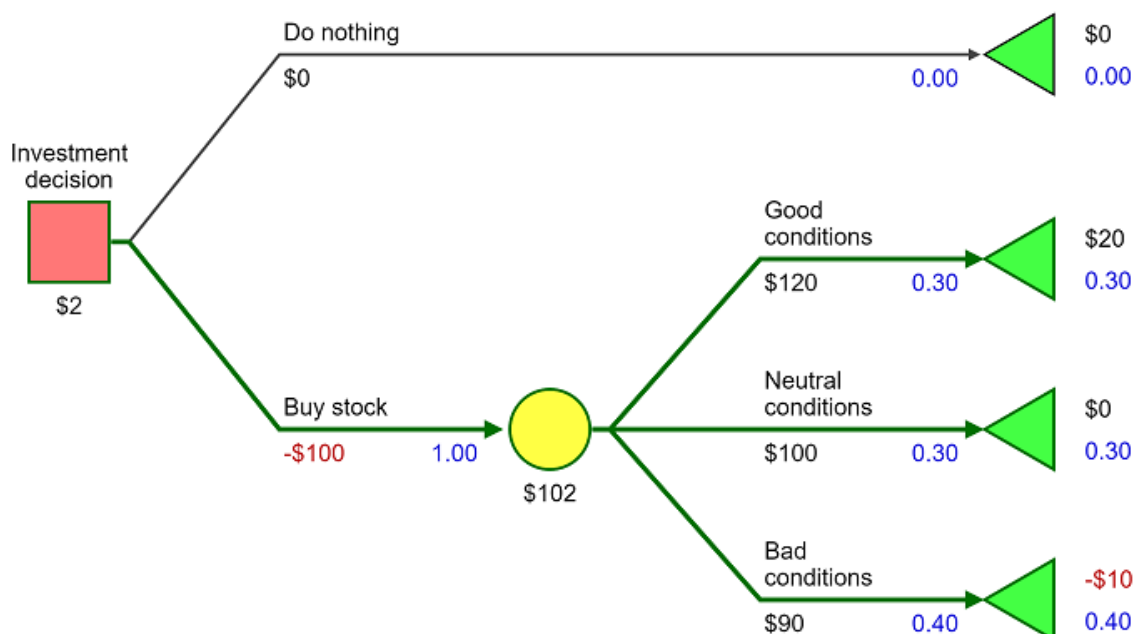 Do nothing
$0
0.00
$0
0.00
Investment
decision
$2
Good
conditions
$120
0.30
$20
0.30
Buy stock
-$100
1.00
$102
Neutral
conditions
$100
0.30
$0
0.30
Bad
conditions
$90
0.40
-$10
0.40